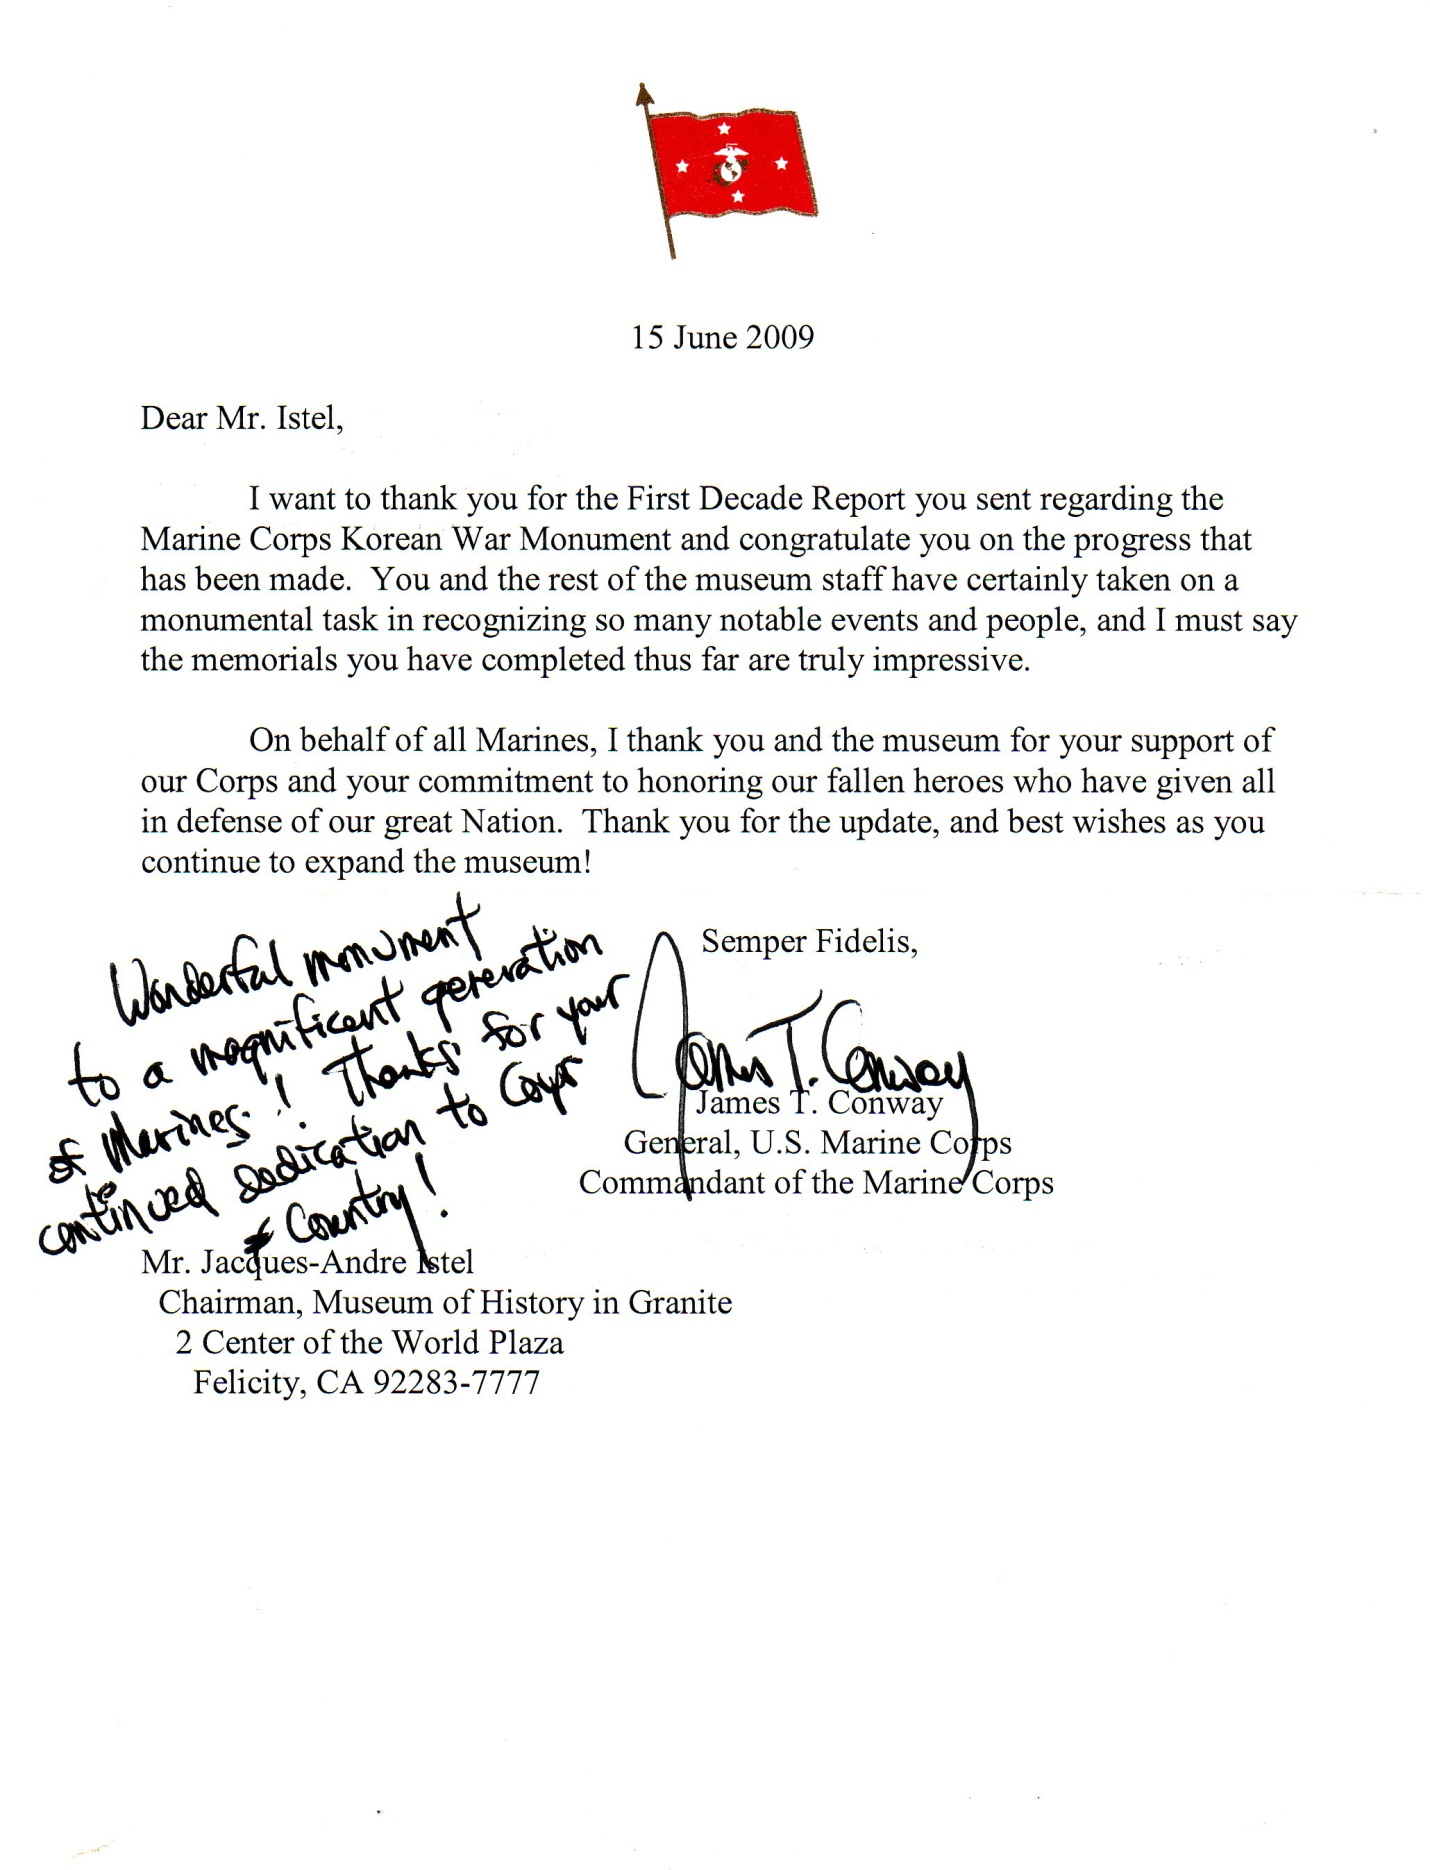 15 June 2009
Dear Mr. Istel,
I want to thank you for the First Decade Report you sent regarding the
Marine Corps Korean War Monument and congratulate you on the progress that
has been made.  You and the rest of the museum staff have certainly taken on a
monumental task in recognizing so many notable events and people, and I must say
the memorials you have completed thus far are truly impressive.
On behalf of all Marines, I thank you and the museum for your support of
our Corps and your commitment to honoring our fallen heroes who have given all
in defense of our great Nation.  Thank you for the update, and best wishes as you
continue to expand the museum!
Wonderful monument
to a magnificent generation
of Marines! Thanks for your
continued dedication to Corps
& Country!
Semper Fidelis,
James T. Conway
James T. Conway
General, U.S. Marine Corps
Commandant of the Marine Corps
Mr. Jacques-Andre Istel
Chairman, Museum of History in Granite
2 Center of the World Plaza
Felicity, CA 92283-7777